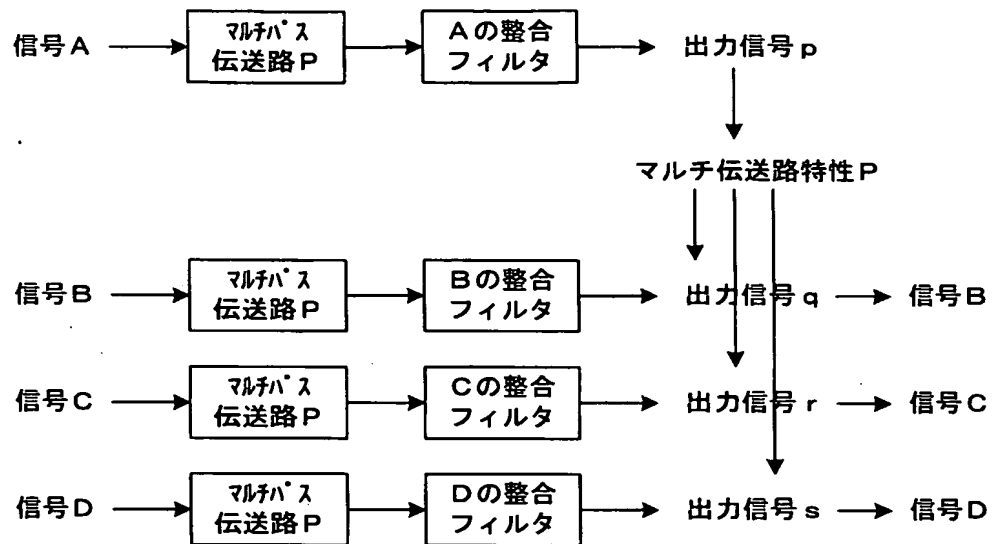 信号A
ﾏﾙﾁﾊﾟｽ
伝送路P
Aの整合
フィルタ
出力信号p
マルチ伝送路特性P
信号B
ﾏﾙﾁﾊﾟｽ
伝送路P
Bの整合
フィルタ
出力信号q
信号B
信号C
ﾏﾙﾁﾊﾟｽ
伝送路P
Cの整合
フィルタ
出力信号r
信号C
信号D
ﾏﾙﾁﾊﾟｽ
伝送路P
Dの整合
フィルタ
出力信号s
信号D